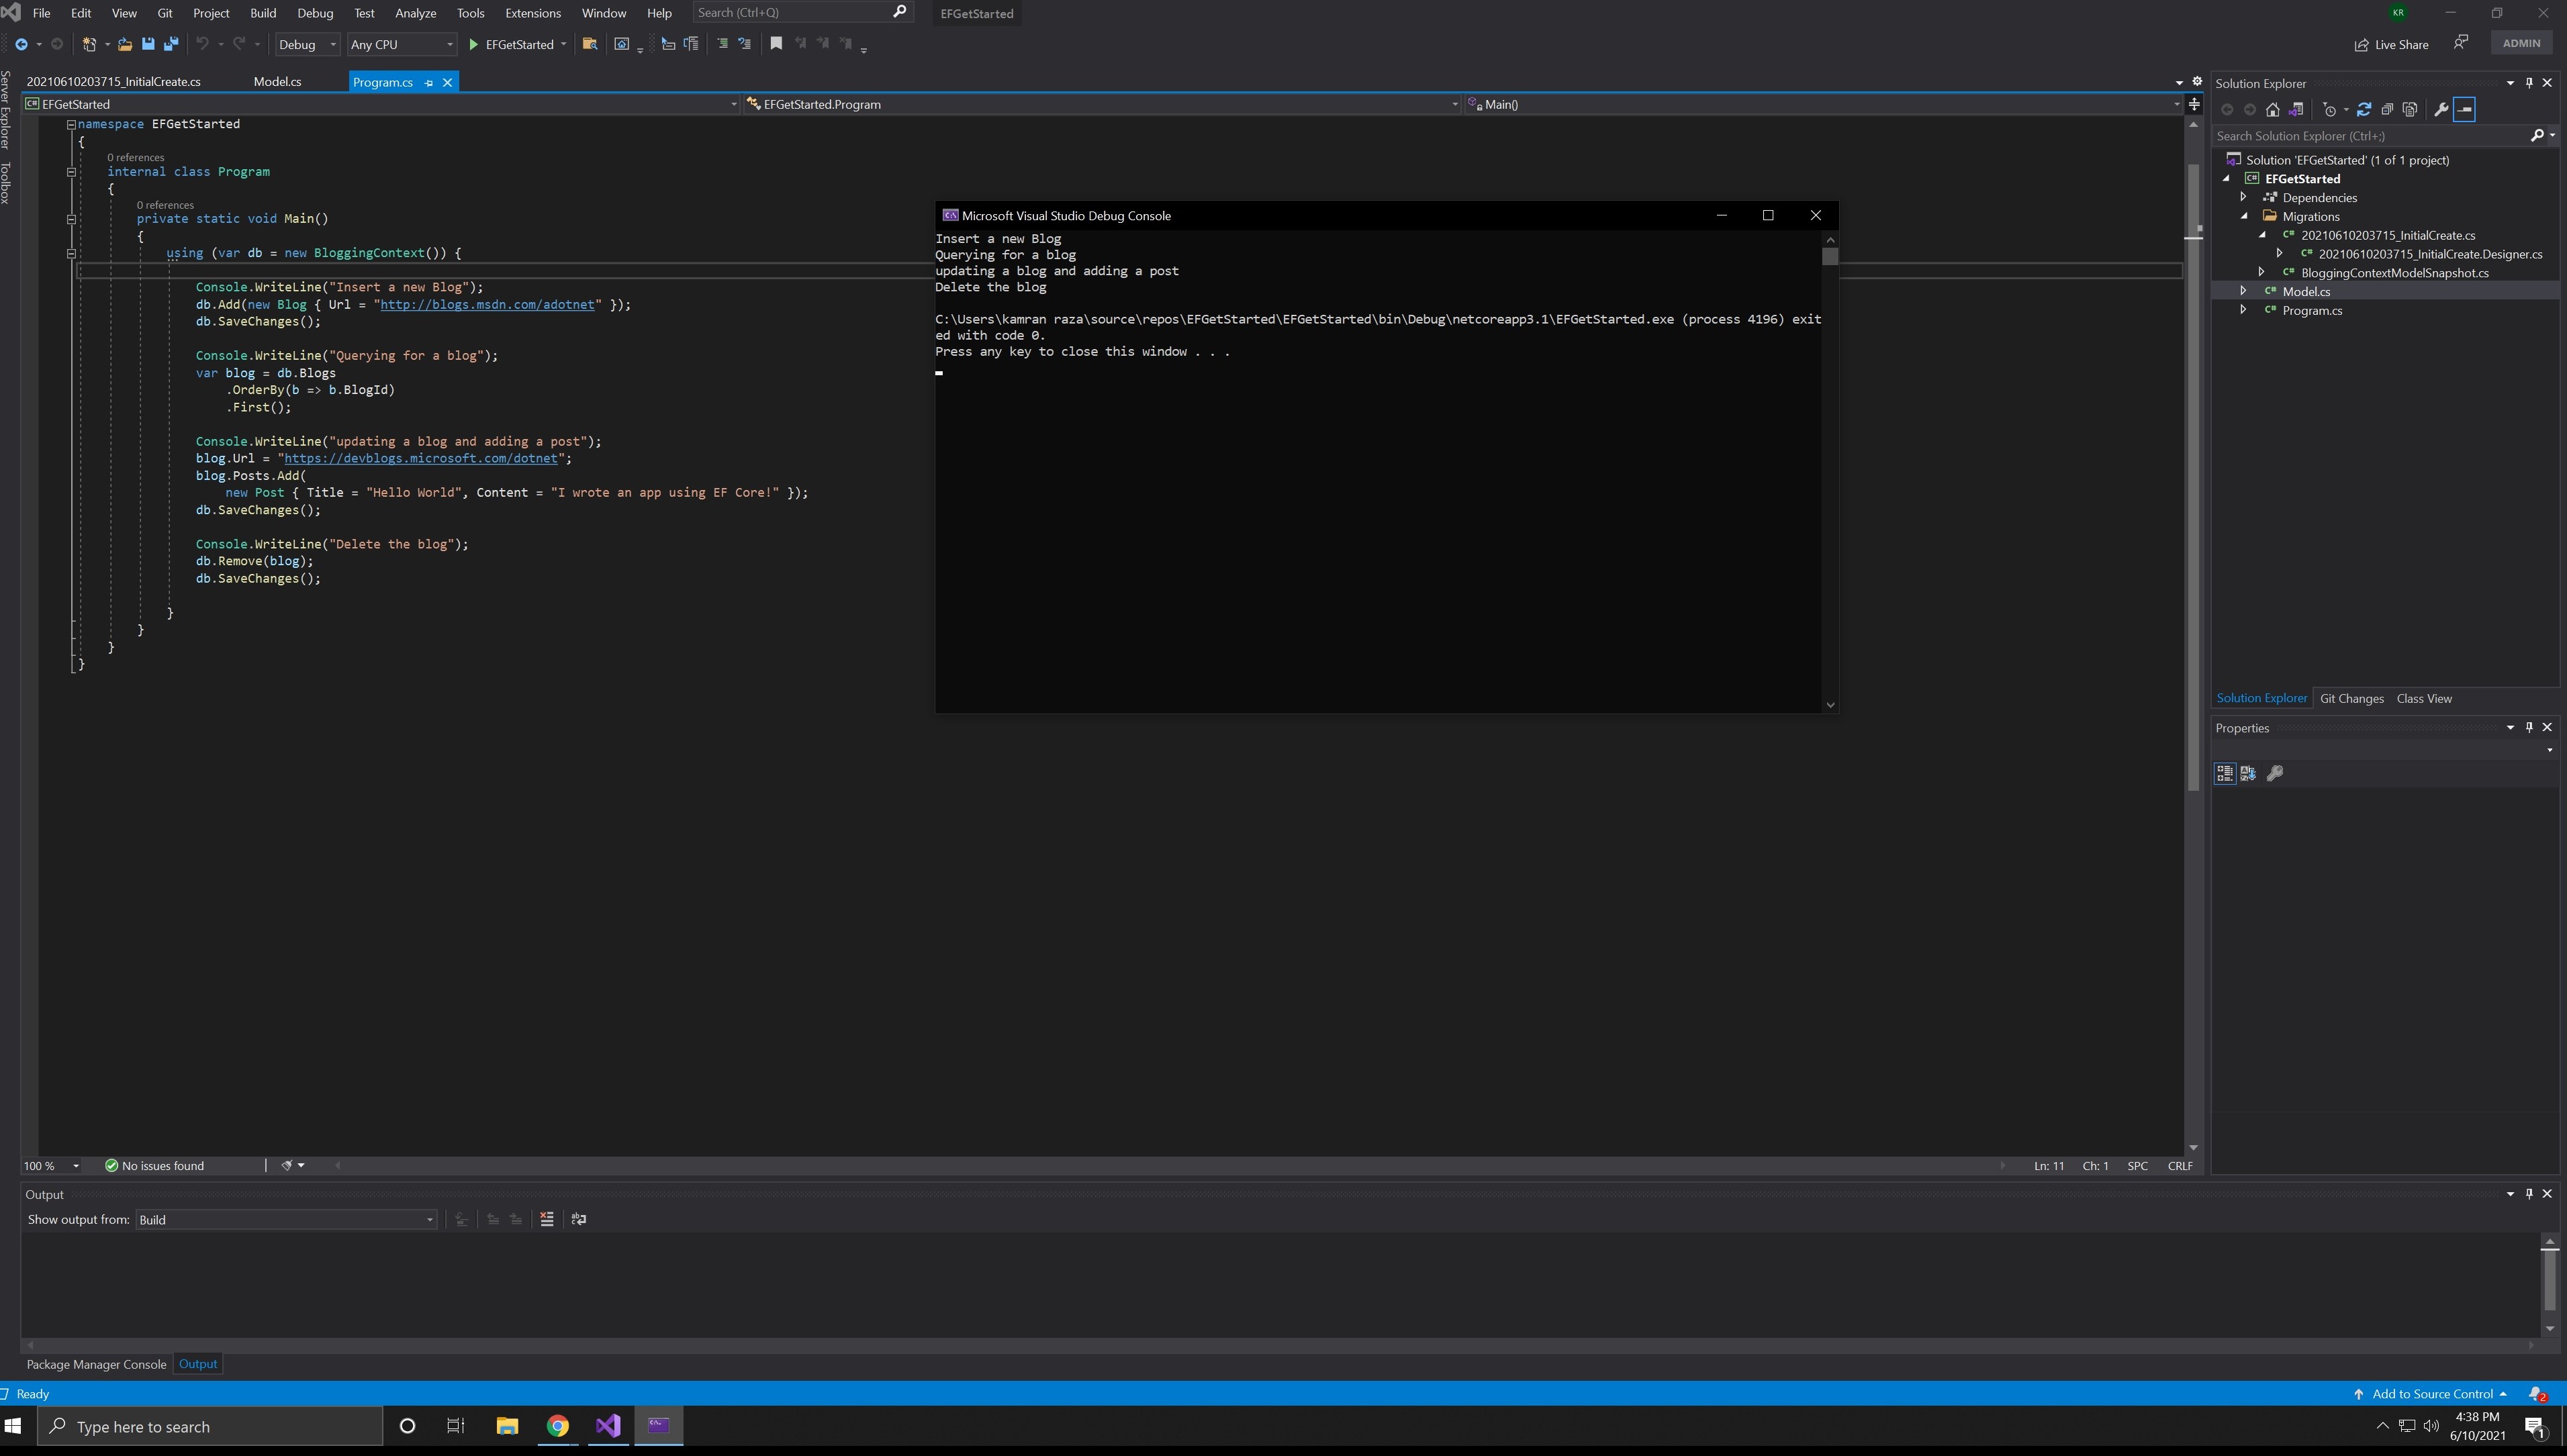 File Edit View Git Project Build Debug Test Analyze Tools Extensions Window Help Search (Ctrl+Q) EFGetStarted KR
Debug Any CPU EFGetStarted Live Share ADMIN
Server Explorer
Toolbox
20210610203715_InitialCreate.cs Model.cs Program.cs
EFGetStarted EFGetStarted.Program Main()
namespace EFGetStarted
{
0 references
internal class Program
{
0 references
private static void Main()
{
using (var db = new BloggingContext()) {
Console.WriteLine("Insert a new Blog");
db.Add(new Blog { Url = "http://blogs.msdn.com/adotnet" });
db.SaveChanges();
Console.WriteLine("Querying for a blog");
var blog = db.Blogs
.OrderBy(b => b.BlogId)
.First();
Console.WriteLine("updating a blog and adding a post");
blog.Url = "https://devblogs.microsoft.com/dotnet";
blog.Posts.Add(
new Post { Title = "Hello World", Content = "I wrote an app using EF Core!" });
db.SaveChanges();
Console.WriteLine("Delete the blog");
db.Remove(blog);
db.SaveChanges();
}
}
}
}
Microsoft Visual Studio Debug Console
Insert a new Blog
Querying for a blog
updating a blog and adding a post
Delete the blog
C:\Users\kamran raza\source\repos\EFGetStarted\EFGetStarted\bin\Debug\netcoreapp3.1\EFGetStarted.exe (process 4196) exit
ed with code 0.
Press any key to close this window . . .
Solution Explorer
Search Solution Explorer (Ctrl+;)
Solution 'EFGetStarted' (1 of 1 project)
EFGetStarted
Dependencies
Migrations
20210610203715_InitialCreate.cs
20210610203715_InitialCreate.Designer.cs
BloggingContextModelSnapshot.cs
Model.cs
Program.cs
Solution Explorer Git Changes Class View
Properties
100 % No issues found Ln: 11 Ch: 1 SPC CRLF
Output
Show output from: Build
Package Manager Console Output
Ready Add to Source Control 2
Type here to search 4:38 PM
6/10/2021 1